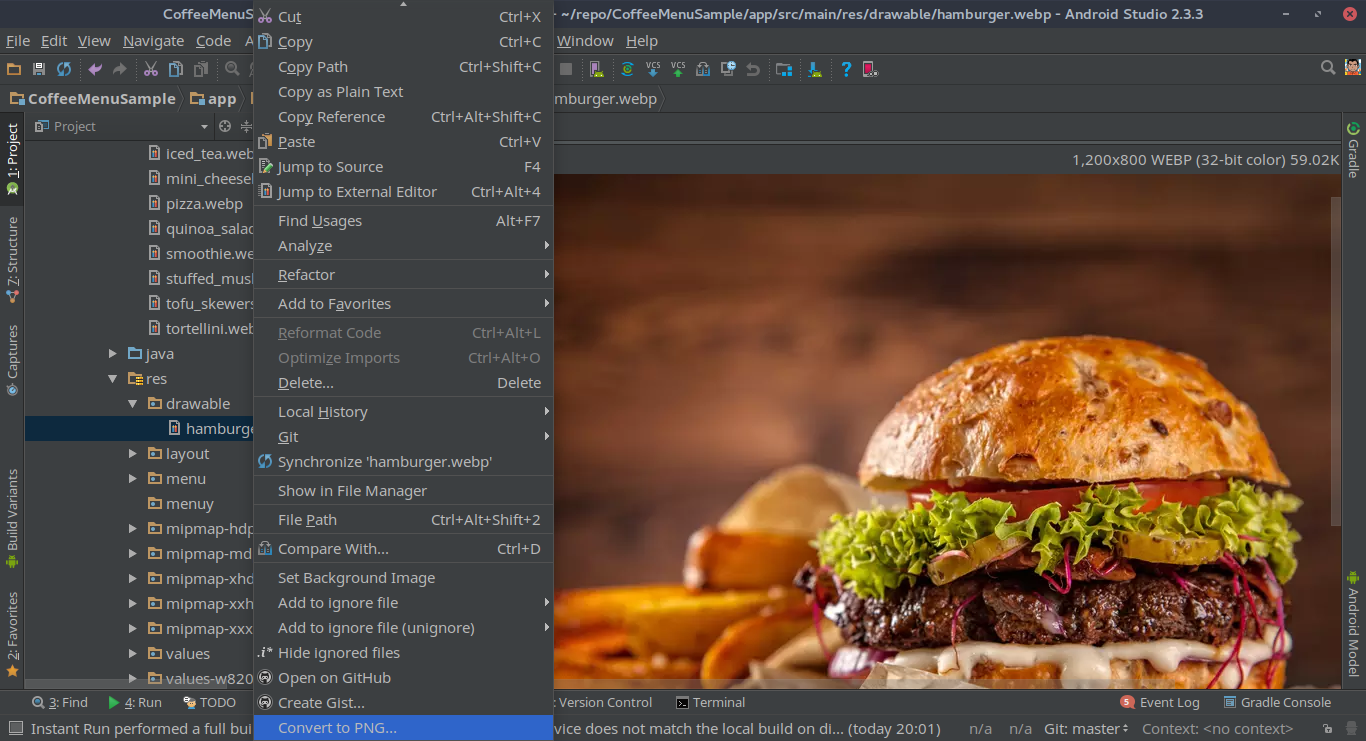 CoffeeMenuS
- ~/repo/CoffeeMenuSample/app/src/main/res/drawable/hamburger.webp - Android Studio 2.3.3
File Edit View Navigate Code A
Window Help
VCS VCS
CoffeeMenuSample app
mburger.webp
Project
1,200x800 WEBP (32-bit color) 59.02K
1: Project
7: Structure
Captures
Build Variants
2: Favorites
iced_tea.web
mini_cheesel
pizza.webp
quinoa_salac
smoothie.we
stuffed_mus
tofu_skewers
tortellini.web
java
res
drawable
hamburge
layout
menu
menuy
mipmap-hdp
mipmap-md
mipmap-xhd
mipmap-xxh
mipmap-xxx
values
values-w820
Cut Ctrl+X
Copy Ctrl+C
Copy Path Ctrl+Shift+C
Copy as Plain Text
Copy Reference Ctrl+Alt+Shift+C
Paste Ctrl+V
Jump to Source F4
Jump to External Editor Ctrl+Alt+4
Find Usages Alt+F7
Analyze
Refactor
Add to Favorites
Reformat Code Ctrl+Alt+L
Optimize Imports Ctrl+Alt+O
Delete... Delete
Local History
Git
Synchronize 'hamburger.webp'
Show in File Manager
File Path Ctrl+Alt+Shift+2
Compare With... Ctrl+D
Set Background Image
Add to ignore file
Add to ignore file (unignore)
.i* Hide ignored files
Open on GitHub
Create Gist...
Convert to PNG...
Gradle
Android Model
3: Find 4: Run TODO
: Version Control Terminal
5 Event Log Gradle Console
Instant Run performed a full bui
vice does not match the local build on di... (today 20:01) n/a n/a Git: master Context: <no context>